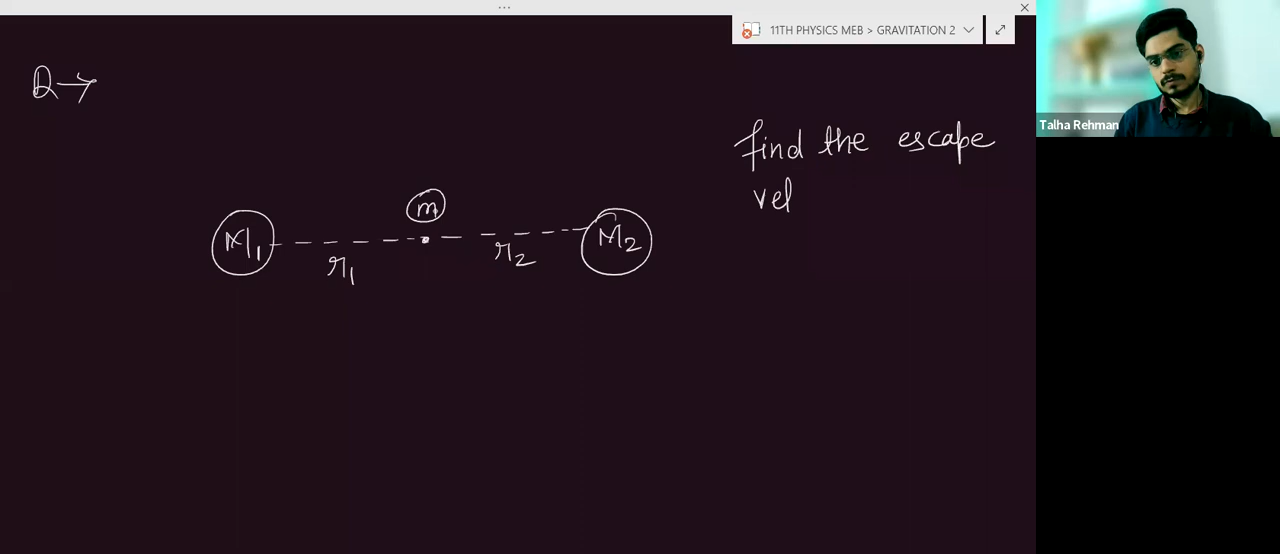 11TH PHYSICS MEB > GRAVITATION 2
Q→
find the escape
vel
m
M1 r1 r2 M2
Talha Rehman